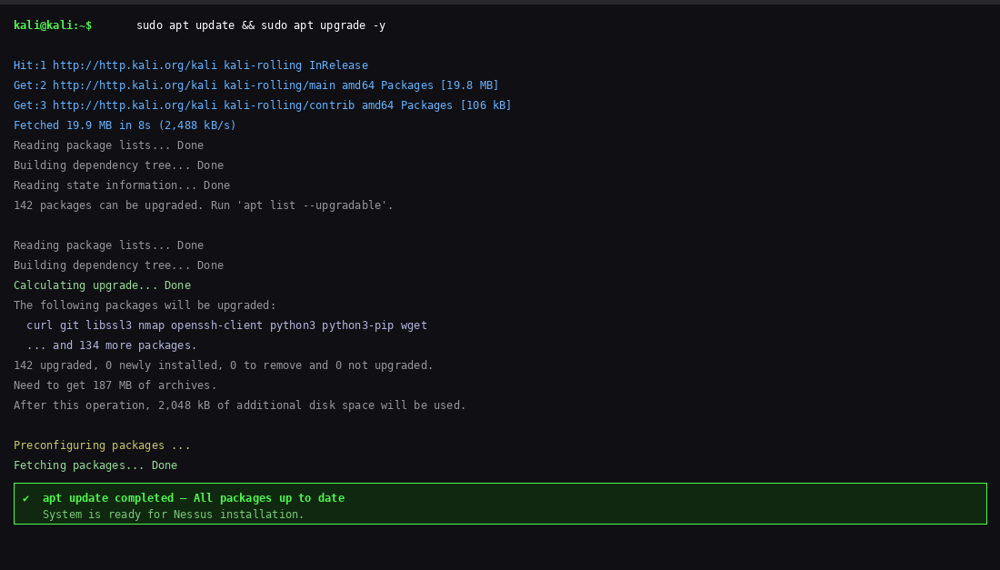 kali@kali:~$ sudo apt update && sudo apt upgrade -y
Hit:1 http://http.kali.org/kali kali-rolling InRelease
Get:2 http://http.kali.org/kali kali-rolling/main amd64 Packages [19.8 MB]
Get:3 http://http.kali.org/kali kali-rolling/contrib amd64 Packages [106 kB]
Fetched 19.9 MB in 8s (2,488 kB/s)
Reading package lists... Done
Building dependency tree... Done
Reading state information... Done
142 packages can be upgraded. Run 'apt list --upgradable'.
Reading package lists... Done
Building dependency tree... Done
Calculating upgrade... Done
The following packages will be upgraded:
curl git libssl3 nmap openssh-client python3 python3-pip wget
... and 134 more packages.
142 upgraded, 0 newly installed, 0 to remove and 0 not upgraded.
Need to get 187 MB of archives.
After this operation, 2,048 kB of additional disk space will be used.
Preconfiguring packages ...
Fetching packages... Done
✔ apt update completed — All packages up to date
System is ready for Nessus installation.